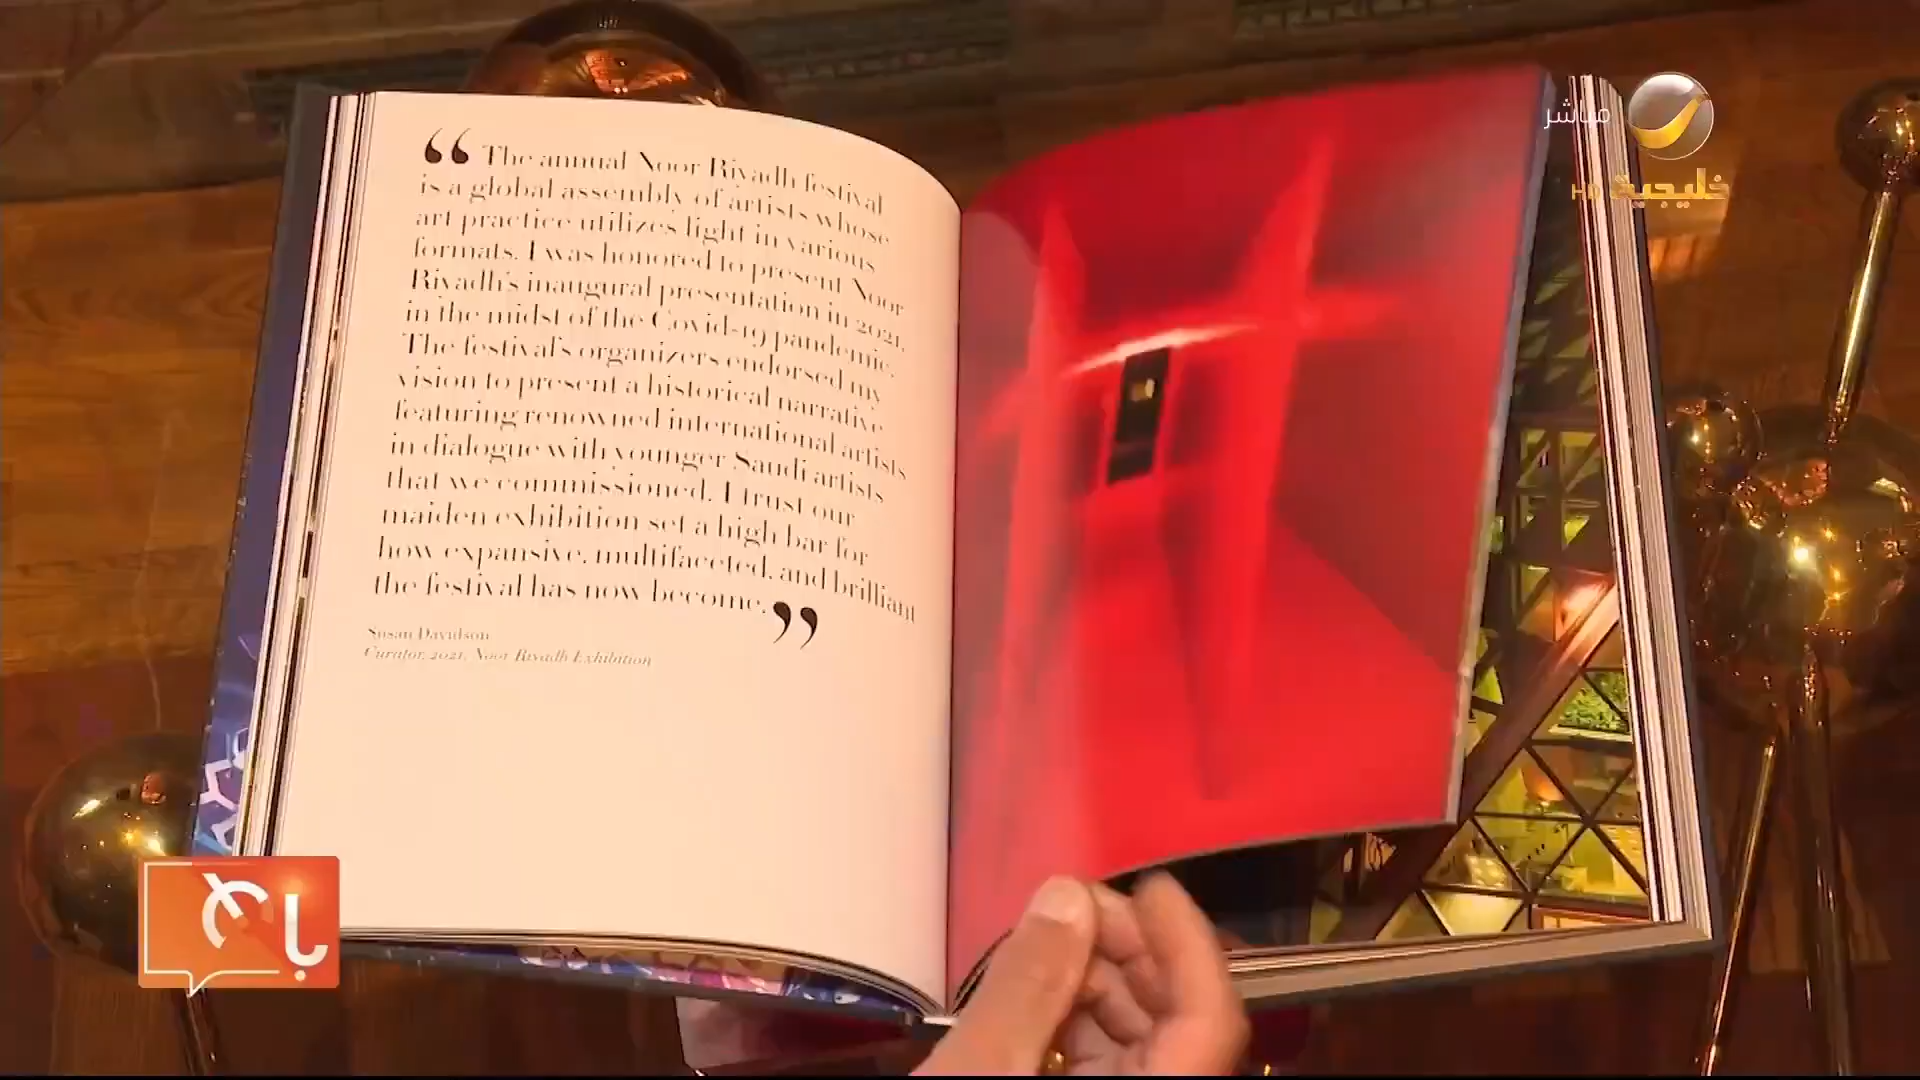 “The annual Noor Riyadh festival
is a global assembly of artists whose
art practice utilizes light in various
formats. I was honored to present Noor
Riyadh's inaugural presentation in 2021,
in the midst of the Covid-19 pandemic.
The festival's organizers endorsed my
vision to present a historical narrative
featuring renowned international artists
in dialogue with younger Saudi artists
that we commissioned. I trust our
maiden exhibition set a high bar for
how expansive, multifaceted, and brilliant
the festival has now become.”
Susan Davidson
Curator, 2021, Noor Riyadh Exhibition
مباشر
خليجية HD